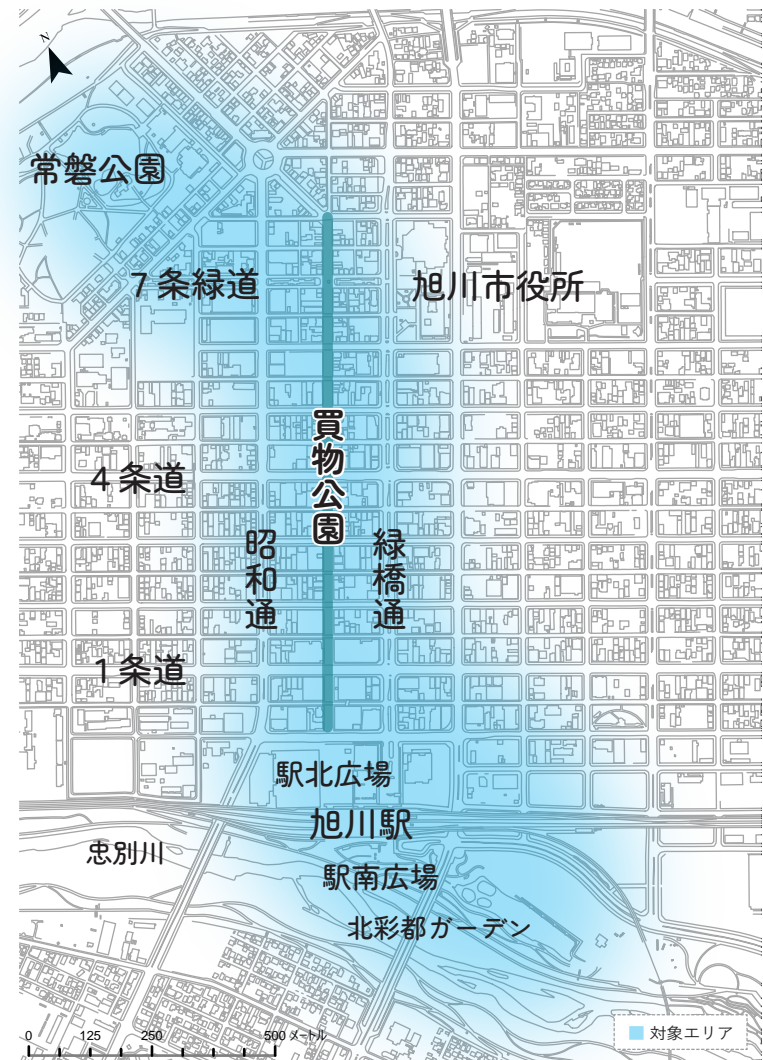 N
常磐公園
7条緑道
旭川市役所
買物公園
4条道
昭和通
緑橋通
1条道
駅北広場
旭川駅
忠別川
駅南広場
北彩都ガーデン
0 125 250 500 メートル
対象エリア